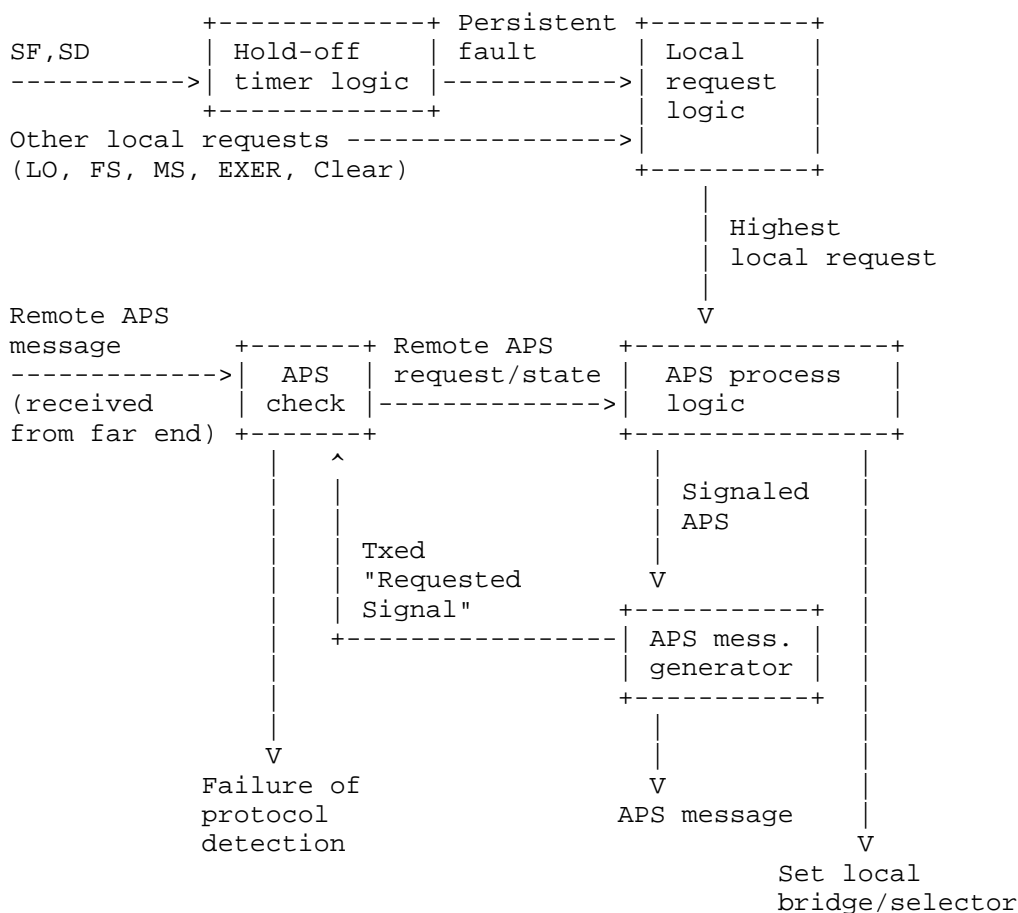 Persistent
SF,SD Hold-off fault Local
timer logic request
logic
Other local requests
(LO, FS, MS, EXER, Clear)
Highest
local request
Remote APS V
message Remote APS
APS request/state APS process
(received check logic
from far end)
^
Signaled
APS
Txed
"Requested V
Signal"
APS mess.
generator
V
Failure of V
protocol APS message
detection V
Set local
bridge/selector